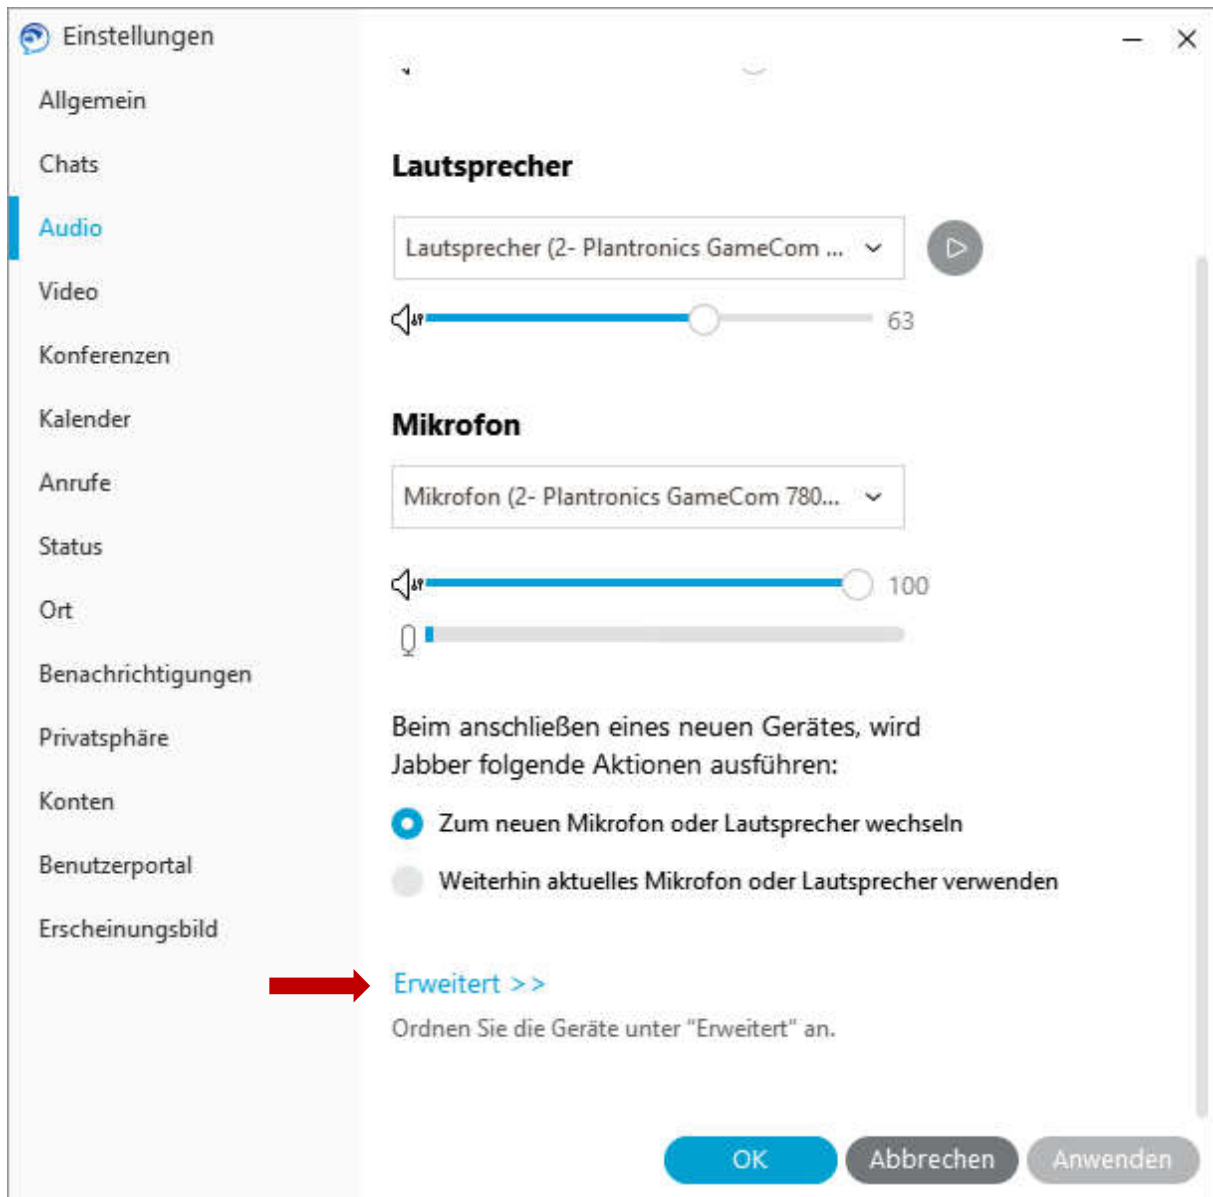 Einstellungen
Allgemein
Chats
Audio
Video
Konferenzen
Kalender
Anrufe
Status
Ort
Benachrichtigungen
Privatsphäre
Konten
Benutzerportal
Erscheinungsbild
Lautsprecher
Lautsprecher (2- Plantronics GameCom ...
63
Mikrofon
Mikrofon (2- Plantronics GameCom 780...
100
Beim anschließen eines neuen Gerätes, wird
Jabber folgende Aktionen ausführen:
Zum neuen Mikrofon oder Lautsprecher wechseln
Weiterhin aktuelles Mikrofon oder Lautsprecher verwenden
Erweitert >>
Ordnen Sie die Geräte unter "Erweitert" an.
OK
Abbrechen
Anwenden